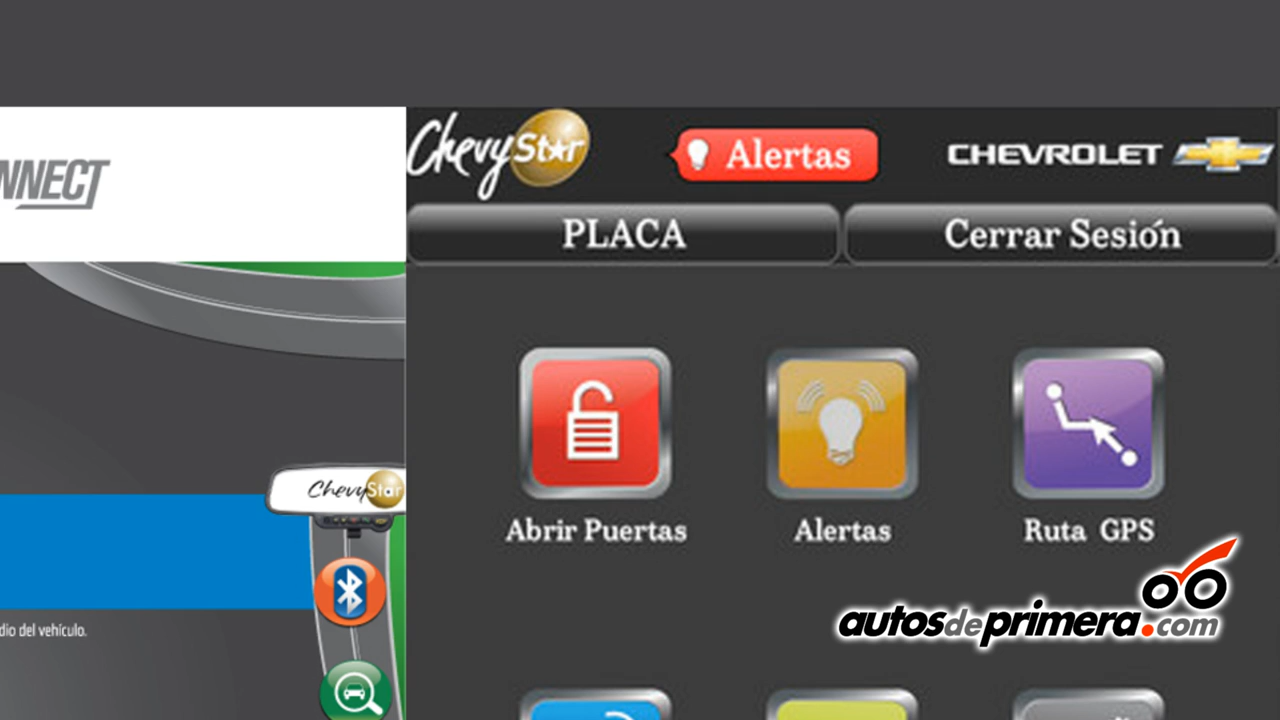 ChevyStar
Alertas
CHEVROLET
NNECT
PLACA
Cerrar Sesión
Abrir Puertas
Alertas
Ruta GPS
ChevyStar
dio del vehículo.
autosdeprimera.com